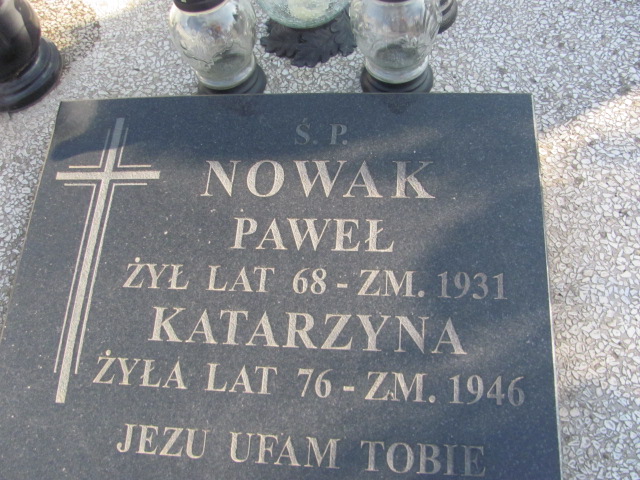 Ś. P.
NOWAK
PAWEŁ
ŻYŁ LAT 68 - ZM. 1931
KATARZYNA
ŻYŁA LAT 76 - ZM. 1946
JEZU UFAM TOBIE